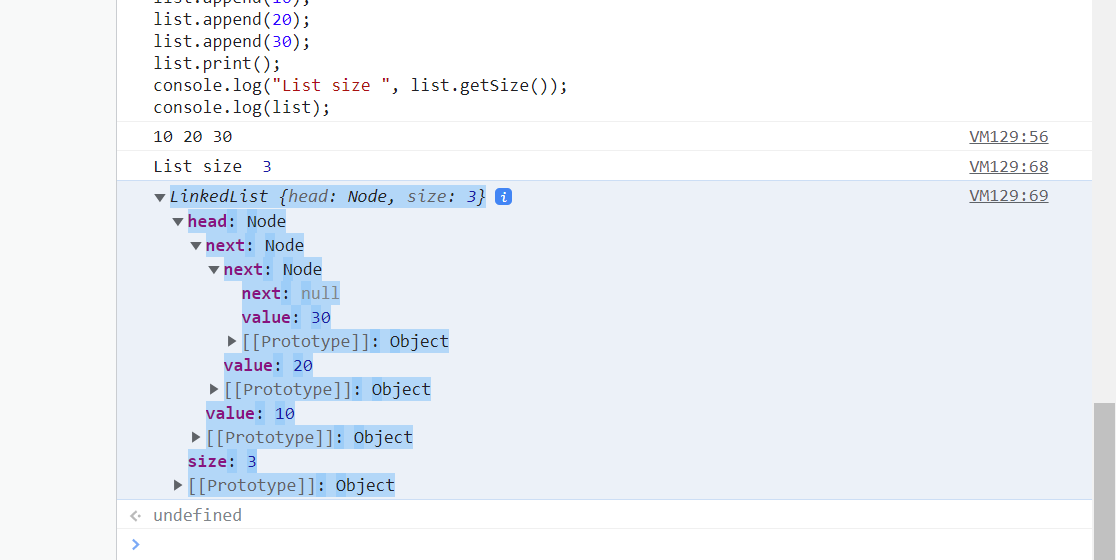 list.append(10);
list.append(20);
list.append(30);
list.print();
console.log("List size ", list.getSize());
console.log(list);
10 20 30 VM129:56
List size  3 VM129:68
LinkedList {head: Node, size: 3} i VM129:69
head: Node
next: Node
next: Node
next: null
value: 30
[[Prototype]]: Object
value: 20
[[Prototype]]: Object
value: 10
[[Prototype]]: Object
size: 3
[[Prototype]]: Object
undefined